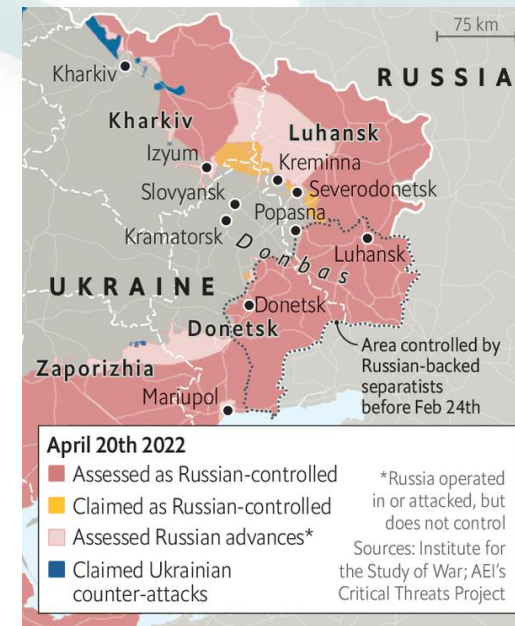 75 km
Kharkiv
RUSSIA
Kharkiv
Luhansk
Izyum
Kreminna
Slovyansk
Severodonetsk
Popasna
Kramatorsk
Donbas
Luhansk
UKRAINE
Donetsk
Donetsk
Area controlled by
Russian-backed
separatists
before Feb 24th
Zaporizhia
Mariupol
April 20th 2022
Assessed as Russian-controlled
Claimed as Russian-controlled
Assessed Russian advances*
Claimed Ukrainian
counter-attacks
*Russia operated
in or attacked, but
does not control
Sources: Institute for
the Study of War; AEI's
Critical Threats Project